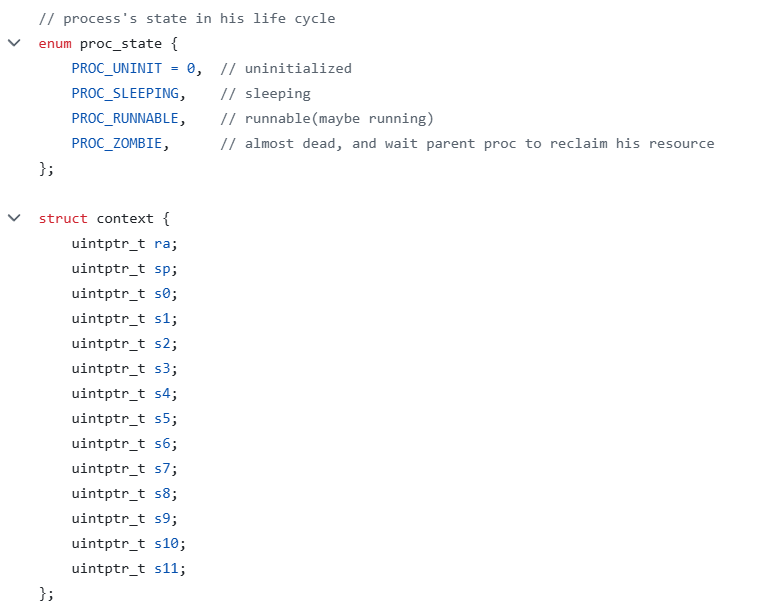 // process's state in his life cycle
enum proc_state {
    PROC_UNINIT = 0,  // uninitialized
    PROC_SLEEPING,    // sleeping
    PROC_RUNNABLE,    // runnable(maybe running)
    PROC_ZOMBIE,      // almost dead, and wait parent proc to reclaim his resource
};

struct context {
    uintptr_t ra;
    uintptr_t sp;
    uintptr_t s0;
    uintptr_t s1;
    uintptr_t s2;
    uintptr_t s3;
    uintptr_t s4;
    uintptr_t s5;
    uintptr_t s6;
    uintptr_t s7;
    uintptr_t s8;
    uintptr_t s9;
    uintptr_t s10;
    uintptr_t s11;
};